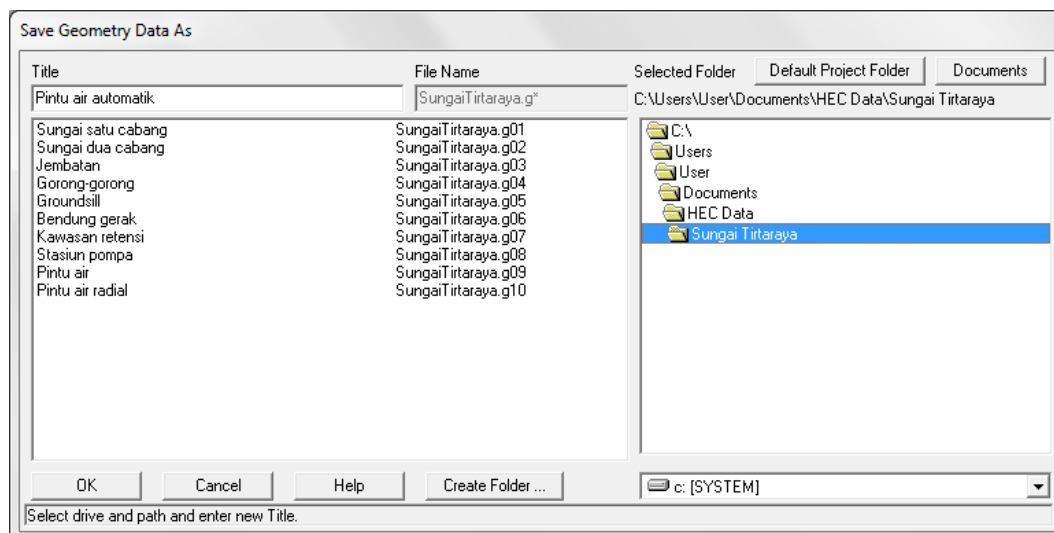 Save Geometry Data As
Title File Name Selected Folder Default Project Folder Documents
Pintu air automatik SungaiTirtaraya.g* C:\Users\User\Documents\HEC Data\Sungai Tirtaraya
Sungai satu cabang SungaiTirtaraya.g01
Sungai dua cabang SungaiTirtaraya.g02
Jembatan SungaiTirtaraya.g03
Gorong-gorong SungaiTirtaraya.g04
Groundsill SungaiTirtaraya.g05
Bendung gerak SungaiTirtaraya.g06
Kawasan retensi SungaiTirtaraya.g07
Stasiun pompa SungaiTirtaraya.g08
Pintu air SungaiTirtaraya.g09
Pintu air radial SungaiTirtaraya.g10
C:\
Users
User
Documents
HEC Data
Sungai Tirtaraya
OK Cancel Help Create Folder ... c: [SYSTEM]
Select drive and path and enter new Title.